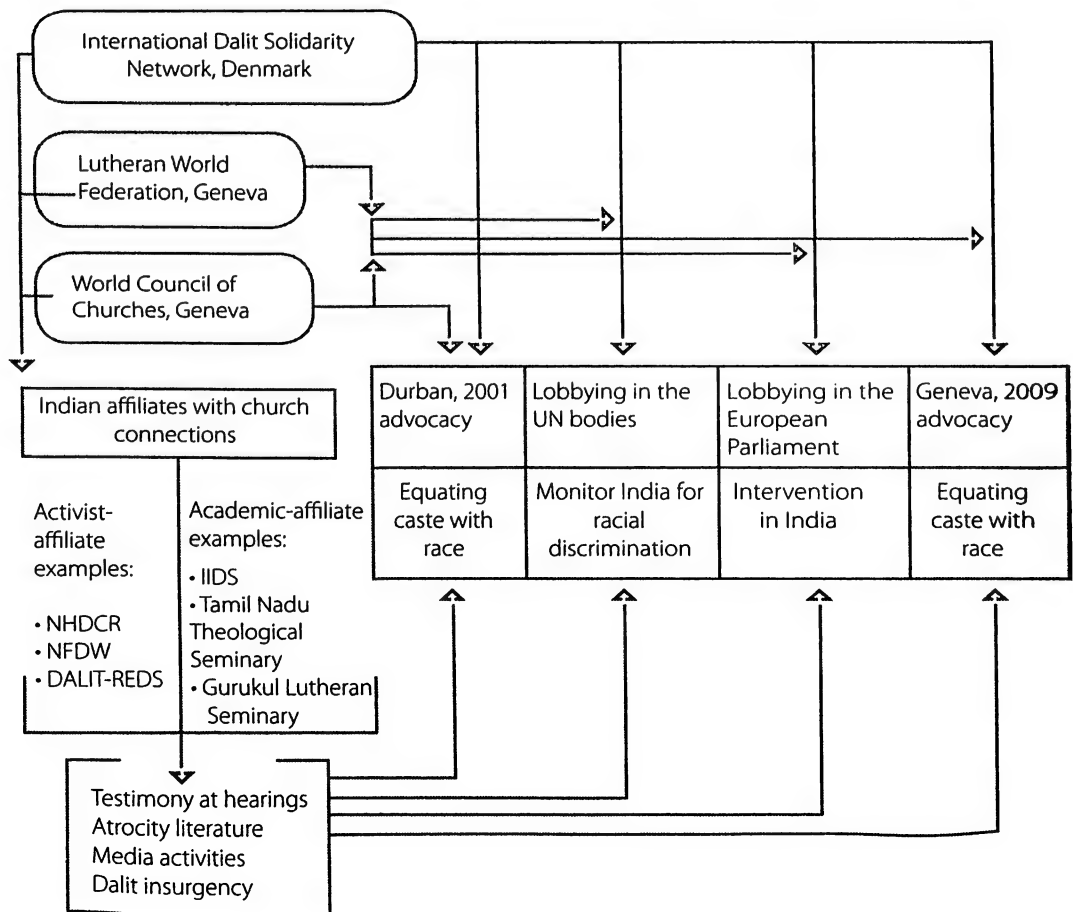 International Dalit Solidarity
Network, Denmark
Lutheran World
Federation, Geneva
World Council of
Churches, Geneva
Indian affiliates with church
connections
Activist-
affiliate
examples:
• NHDCR
• NFDW
• DALIT-REDS
Academic-affiliate
examples:
• IIDS
• Tamil Nadu
Theological
Seminary
• Gurukul Lutheran
Seminary
Durban, 2001
advocacy
Lobbying in the
UN bodies
Lobbying in the
European
Parliament
Geneva, 2009
advocacy
Equating
caste with
race
Monitor India for
racial
discrimination
Intervention
in India
Equating
caste with
race
Testimony at hearings
Atrocity literature
Media activities
Dalit insurgency